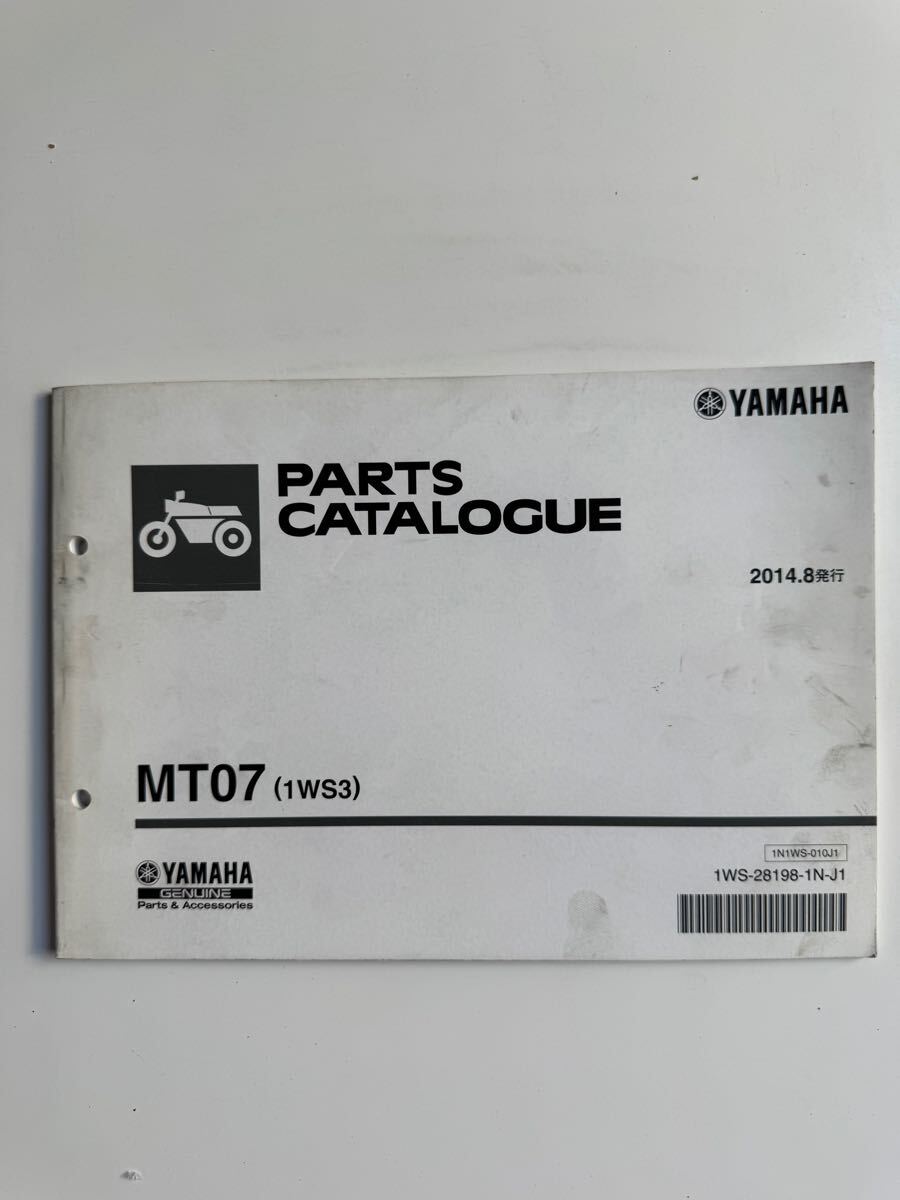 YAMAHA
PARTS
CATALOGUE
2014.8発行
MT07 (1WS3)
YAMAHA
GENUINE
Parts & Accessories
1N1WS-010J1
1WS-28198-1N-J1